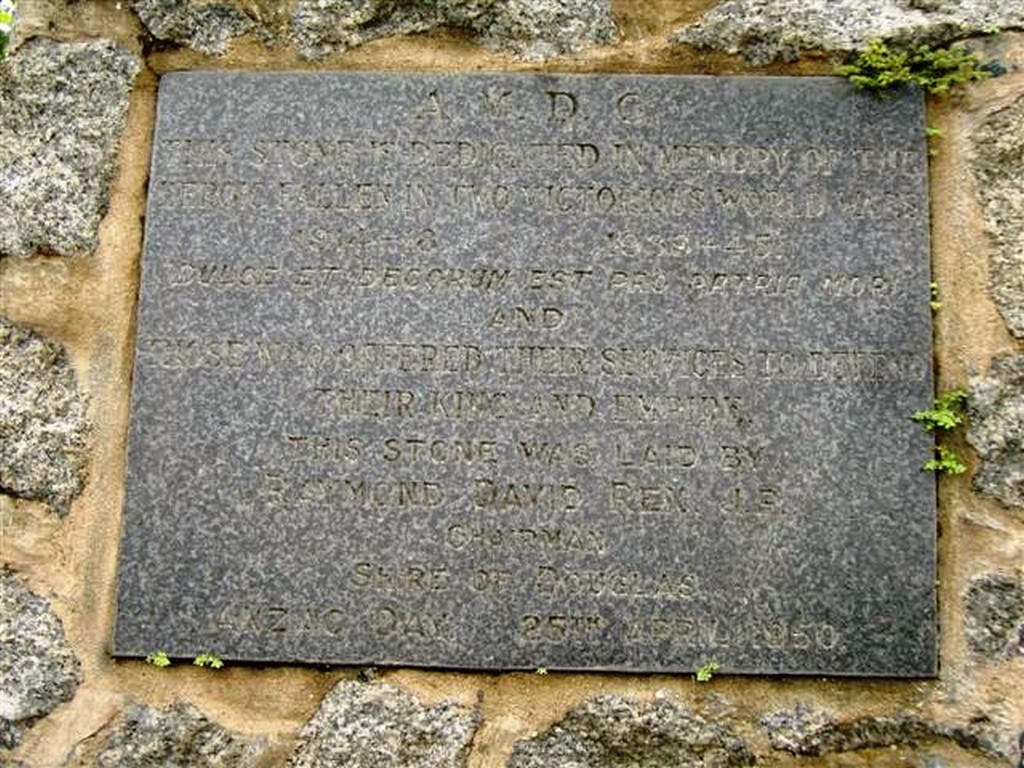 A. M. D. G.
THIS STONE IS DEDICATED IN MEMORY OF THE
HEROIC FALLEN IN TWO VICTORIOUS WORLD WARS
1914-18 1939-45.
"DULCE ET DECORUM EST PRO PATRIA MORI"
AND
THOSE WHO OFFERED THEIR SERVICES TO DEFEND
THEIR KING AND EMPIRE.
THIS STONE WAS LAID BY
RAYMOND DAVID REX J.P.
CHAIRMAN
SHIRE OF DOUGLAS
ANZAC DAY 25TH APRIL 1950